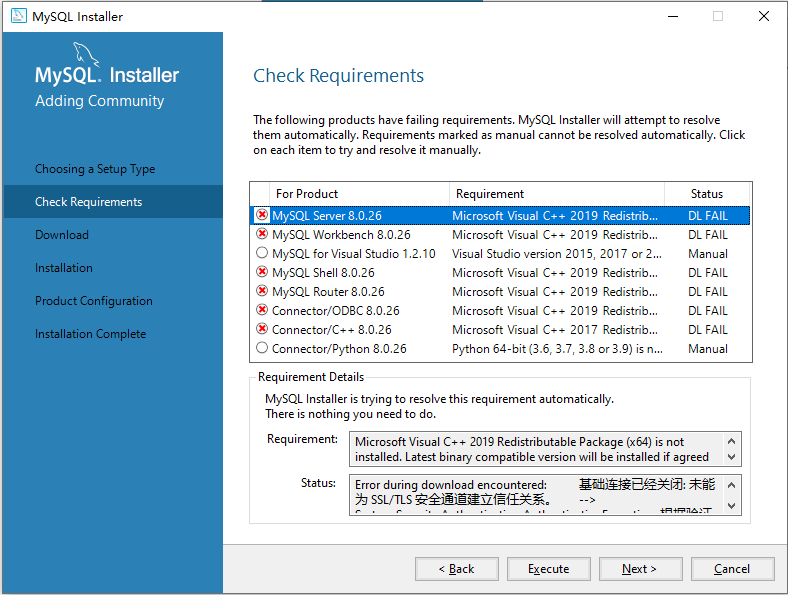 MySQL Installer
MySQL. Installer
Adding Community
Choosing a Setup Type
Check Requirements
Download
Installation
Product Configuration
Installation Complete
Check Requirements
The following products have failing requirements. MySQL Installer will attempt to resolve
them automatically. Requirements marked as manual cannot be resolved automatically. Click
on each item to try and resolve it manually.
For Product Requirement Status
MySQL Server 8.0.26 Microsoft Visual C++ 2019 Redistrib... DL FAIL
MySQL Workbench 8.0.26 Microsoft Visual C++ 2019 Redistrib... DL FAIL
MySQL for Visual Studio 1.2.10 Visual Studio version 2015, 2017 or 2... Manual
MySQL Shell 8.0.26 Microsoft Visual C++ 2019 Redistrib... DL FAIL
MySQL Router 8.0.26 Microsoft Visual C++ 2019 Redistrib... DL FAIL
Connector/ODBC 8.0.26 Microsoft Visual C++ 2019 Redistrib... DL FAIL
Connector/C++ 8.0.26 Microsoft Visual C++ 2017 Redistrib... DL FAIL
Connector/Python 8.0.26 Python 64-bit (3.6, 3.7, 3.8 or 3.9) is n... Manual
Requirement Details
MySQL Installer is trying to resolve this requirement automatically.
There is nothing you need to do.
Requirement: Microsoft Visual C++ 2019 Redistributable Package (x64) is not
installed. Latest binary compatible version will be installed if agreed
Status: Error during download encountered: 基础连接已经关闭: 未能
为 SSL/TLS 安全通道建立信任关系。 -->
< Back Execute Next > Cancel